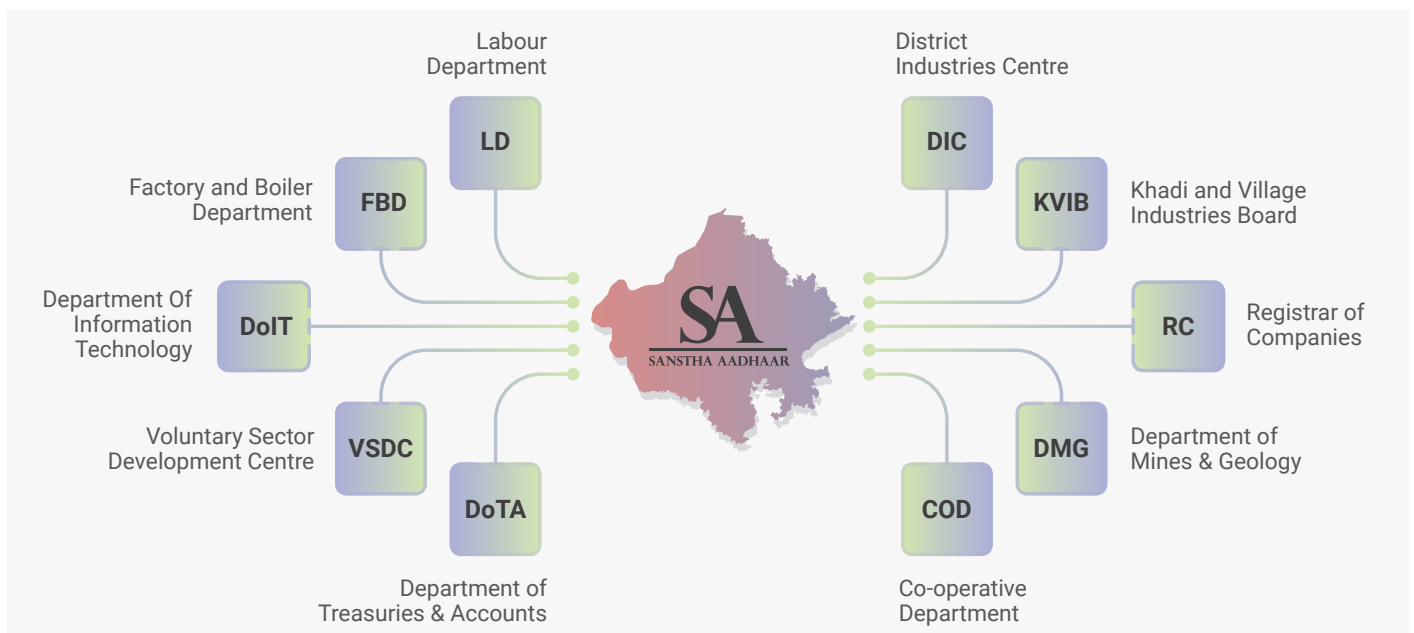 Labour
Department
LD
Factory and Boiler
Department
FBD
Department Of
Information
Technology
DoIT
Voluntary Sector
Development Centre
VSDC
DoTA
Department of
Treasuries & Accounts
SA
SANSTHA AADHAAR
District
Industries Centre
DIC
KVIB
Khadi and Village
Industries Board
RC
Registrar of
Companies
DMG
Department of
Mines & Geology
COD
Co-operative
Department